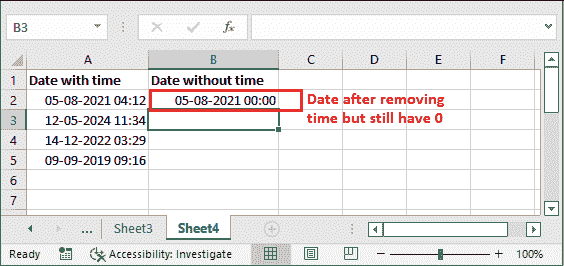 B3
fx
A B C D E F
1 Date with time Date without time
2 05-08-2021 04:12 05-08-2021 00:00 Date after removing
3 12-05-2024 11:34 time but still have 0
4 14-12-2022 03:29
5 09-09-2019 09:16
6
7
... Sheet3 Sheet4
Ready Accessibility: Investigate 100%